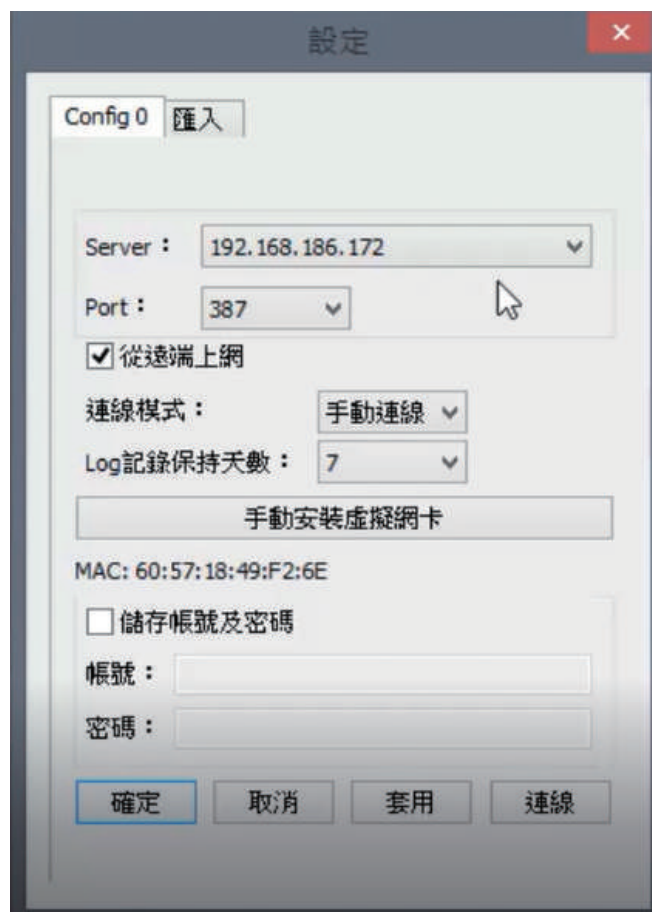 設定
Config 0 匯入
Server： 192.168.186.172
Port： 387
從遠端上網
連線模式： 手動連線
Log記錄保持天數： 7
手動安裝虛擬網卡
MAC: 60:57:18:49:F2:6E
儲存帳號及密碼
帳號：
密碼：
確定 取消 套用 連線